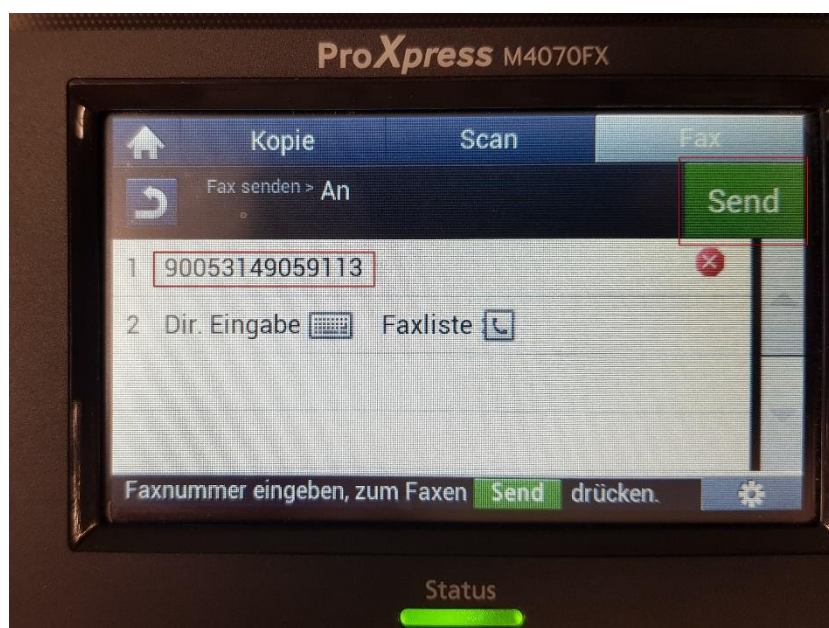 ProXpress M4070FX
Kopie Scan Fax
Fax senden > An
Send
1 90053149059113
2 Dir. Eingabe Faxliste
Faxnummer eingeben, zum Faxen Send drücken.
Status